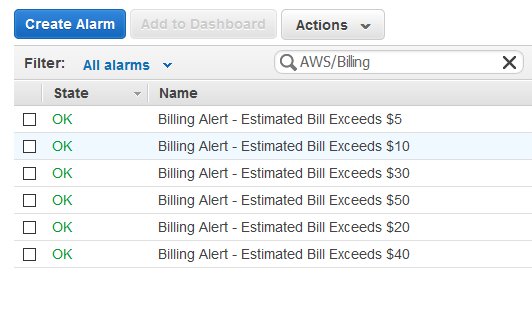 Create Alarm Add to Dashboard Actions
Filter: All alarms AWS/Billing
State Name
OK Billing Alert - Estimated Bill Exceeds $5
OK Billing Alert - Estimated Bill Exceeds $10
OK Billing Alert - Estimated Bill Exceeds $30
OK Billing Alert - Estimated Bill Exceeds $50
OK Billing Alert - Estimated Bill Exceeds $20
OK Billing Alert - Estimated Bill Exceeds $40